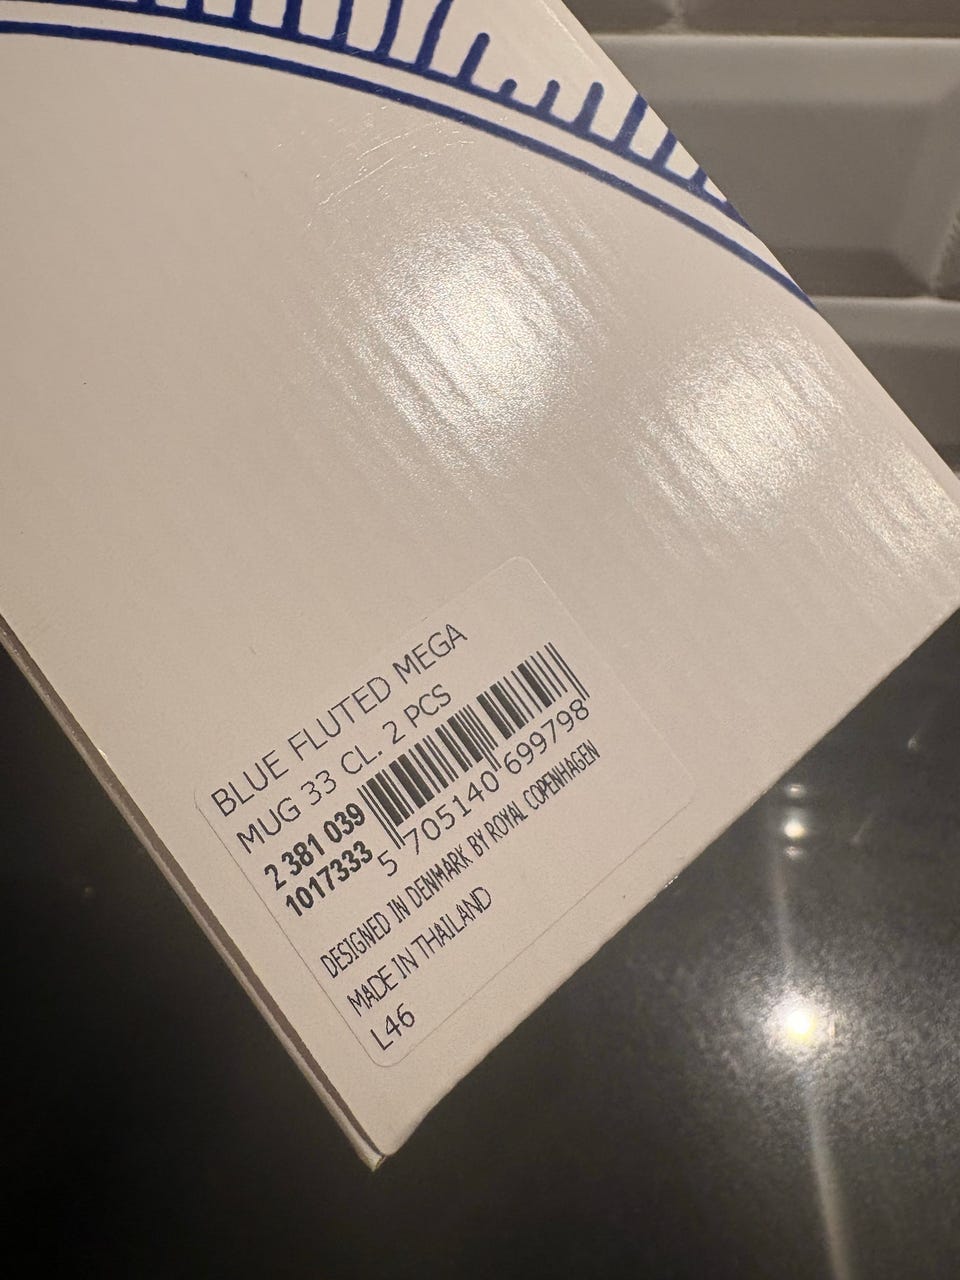 BLUE FLUTED MEGA
MUG 33 CL. 2 PCS
2 381 039
1017333
5 705140 699798
DESIGNED IN DENMARK BY ROYAL COPENHAGEN
MADE IN THAILAND
L46